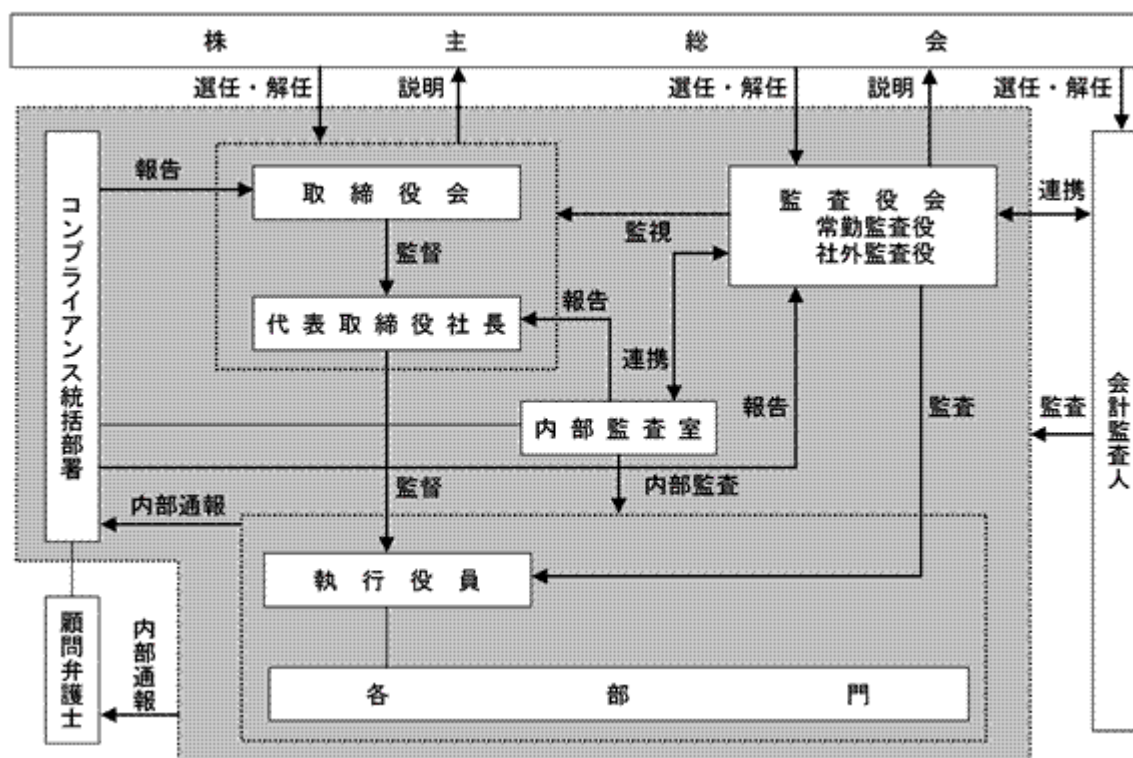 株主総会
選任・解任
説明
選任・解任
説明
選任・解任
コンプライアンス統括部署
報告
取締役会
監査役会
常勤監査役
社外監査役
連携
監視
監督
報告
代表取締役社長
連携
内部監査室
報告
監査
監査
会計監査人
監督
内部監査
内部通報
執行役員
顧問弁護士
内部通報
各部門